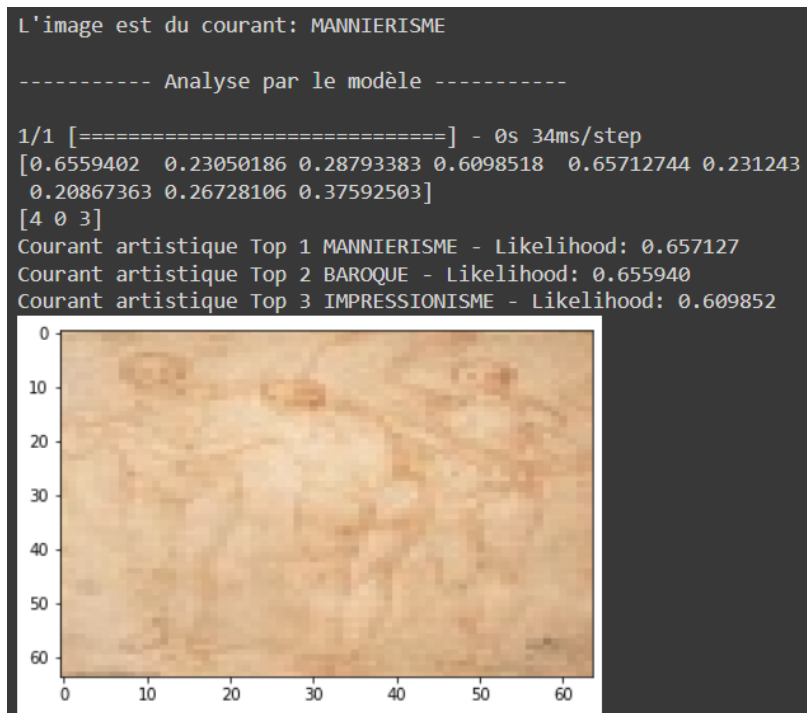 L'image est du courant: MANNIERISME
----------- Analyse par le modèle -----------
1/1 [==============================] - 0s 34ms/step
[0.6559402  0.23050186 0.28793383 0.6098518  0.65712744 0.231243
 0.20867363 0.26728106 0.37592503]
[4 0 3]
Courant artistique Top 1 MANNIERISME - Likelihood: 0.657127
Courant artistique Top 2 BAROQUE - Likelihood: 0.655940
Courant artistique Top 3 IMPRESSIONISME - Likelihood: 0.609852
0
10
20
30
40
50
60
0 10 20 30 40 50 60